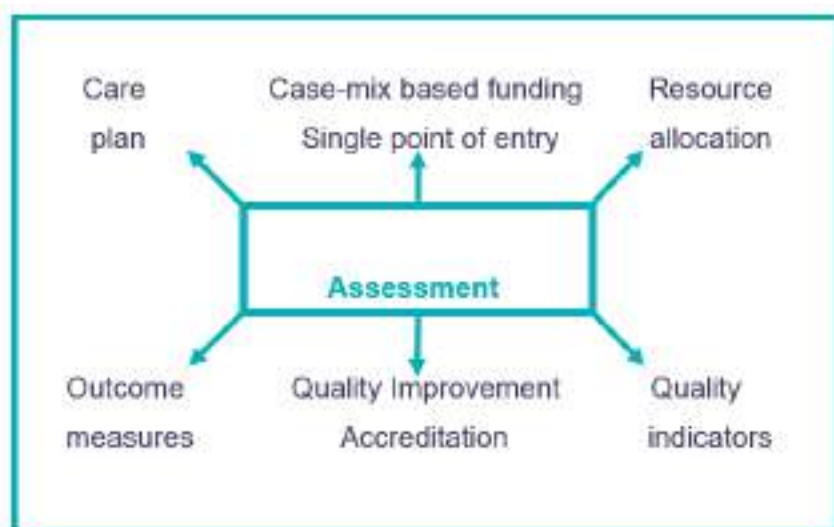 Care plan
Case-mix based funding
Single point of entry
Resource allocation
Assessment
Outcome measures
Quality Improvement
Accreditation
Quality indicators